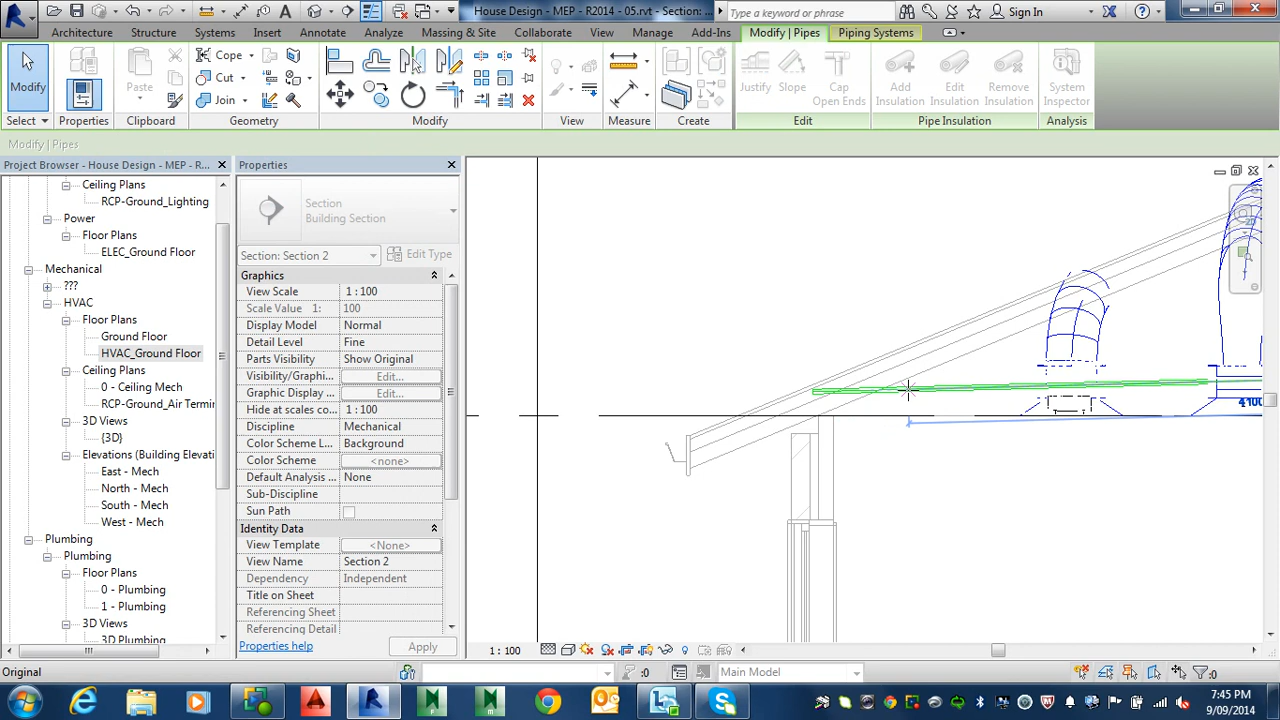 House Design - MEP - R2014 - 05.rvt - Section: Section ...
Type a keyword or phrase
Sign In
Architecture Structure Systems Insert Annotate Analyze Massing & Site Collaborate View Manage Add-Ins Modify | Pipes Piping Systems
Modify
Paste
Cope
Cut
Join
Justify Slope Cap Open Ends
Add Insulation Edit Insulation Remove Insulation
System Inspector
Select Properties Clipboard Geometry Modify View Measure Create Edit Pipe Insulation Analysis
Modify | Pipes
Project Browser - House Design - MEP - R...
Ceiling Plans
RCP-Ground_Lighting
Power
Floor Plans
ELEC_Ground Floor
Mechanical
???
HVAC
Floor Plans
Ground Floor
HVAC_Ground Floor
Ceiling Plans
0 - Ceiling Mech
RCP-Ground_Air Termi
3D Views
{3D}
Elevations (Building Elevati
East - Mech
North - Mech
South - Mech
West - Mech
Plumbing
Plumbing
Floor Plans
0 - Plumbing
1 - Plumbing
3D Views
3D Plumbing
Properties
Section
Building Section
Section: Section 2
Edit Type
Graphics
View Scale 1 : 100
Scale Value 1: 100
Display Model Normal
Detail Level Fine
Parts Visibility Show Original
Visibility/Graphi... Edit...
Graphic Display ... Edit...
Hide at scales co... 1 : 100
Discipline Mechanical
Color Scheme L... Background
Color Scheme <none>
Default Analysis ... None
Sub-Discipline
Sun Path
Identity Data
View Template <None>
View Name Section 2
Dependency Independent
Title on Sheet
Referencing Sheet
Referencing Detail
Properties help
Apply
4100
1 : 100
Original
:0
Main Model
:0
7:45 PM
9/09/2014